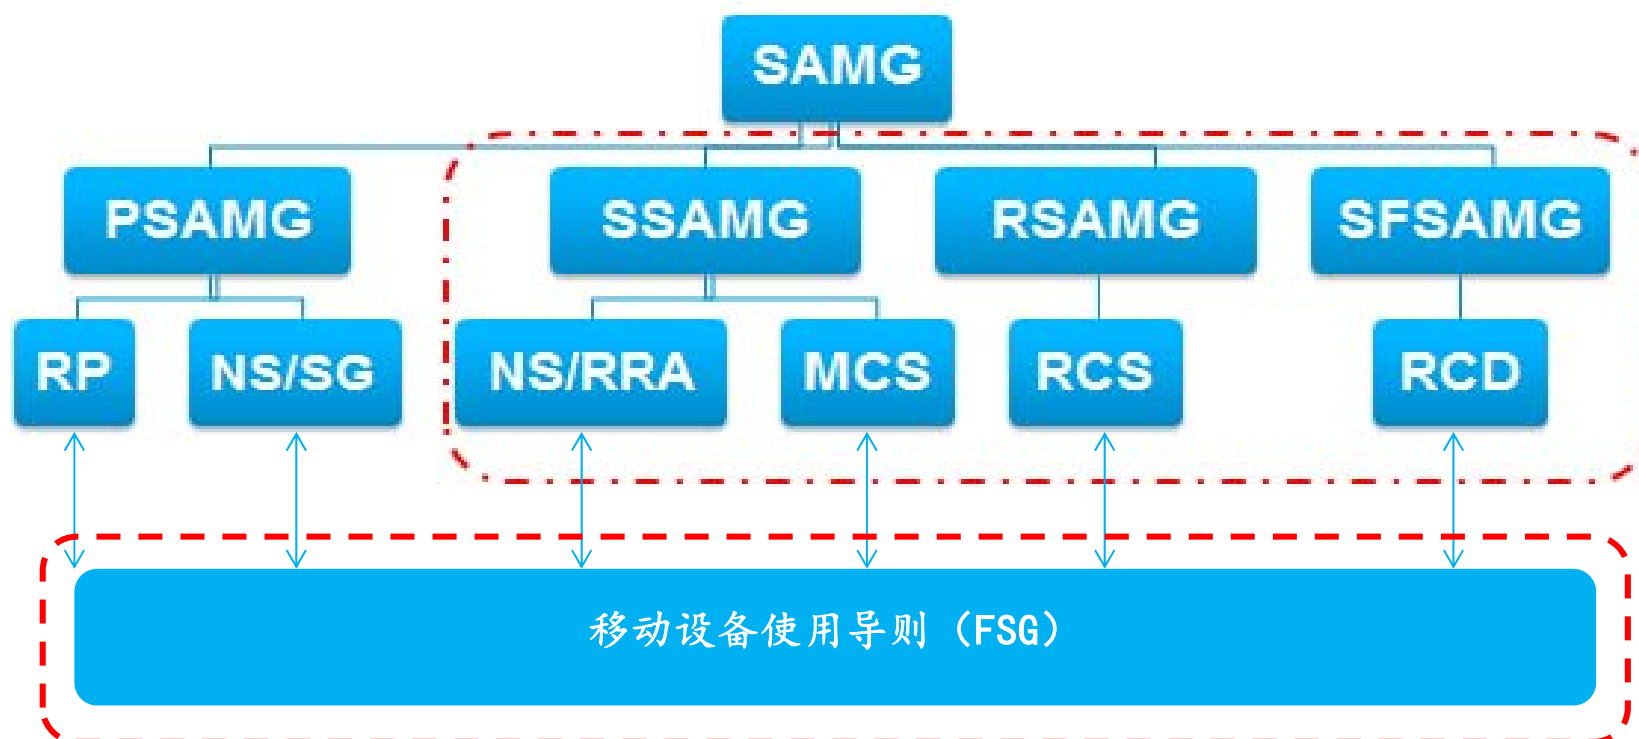 SAMG
PSAMG
SSAMG
RSAMG
SFSAMG
RP
NS/SG
NS/RRA
MCS
RCS
RCD
移动设备使用导则（FSG）